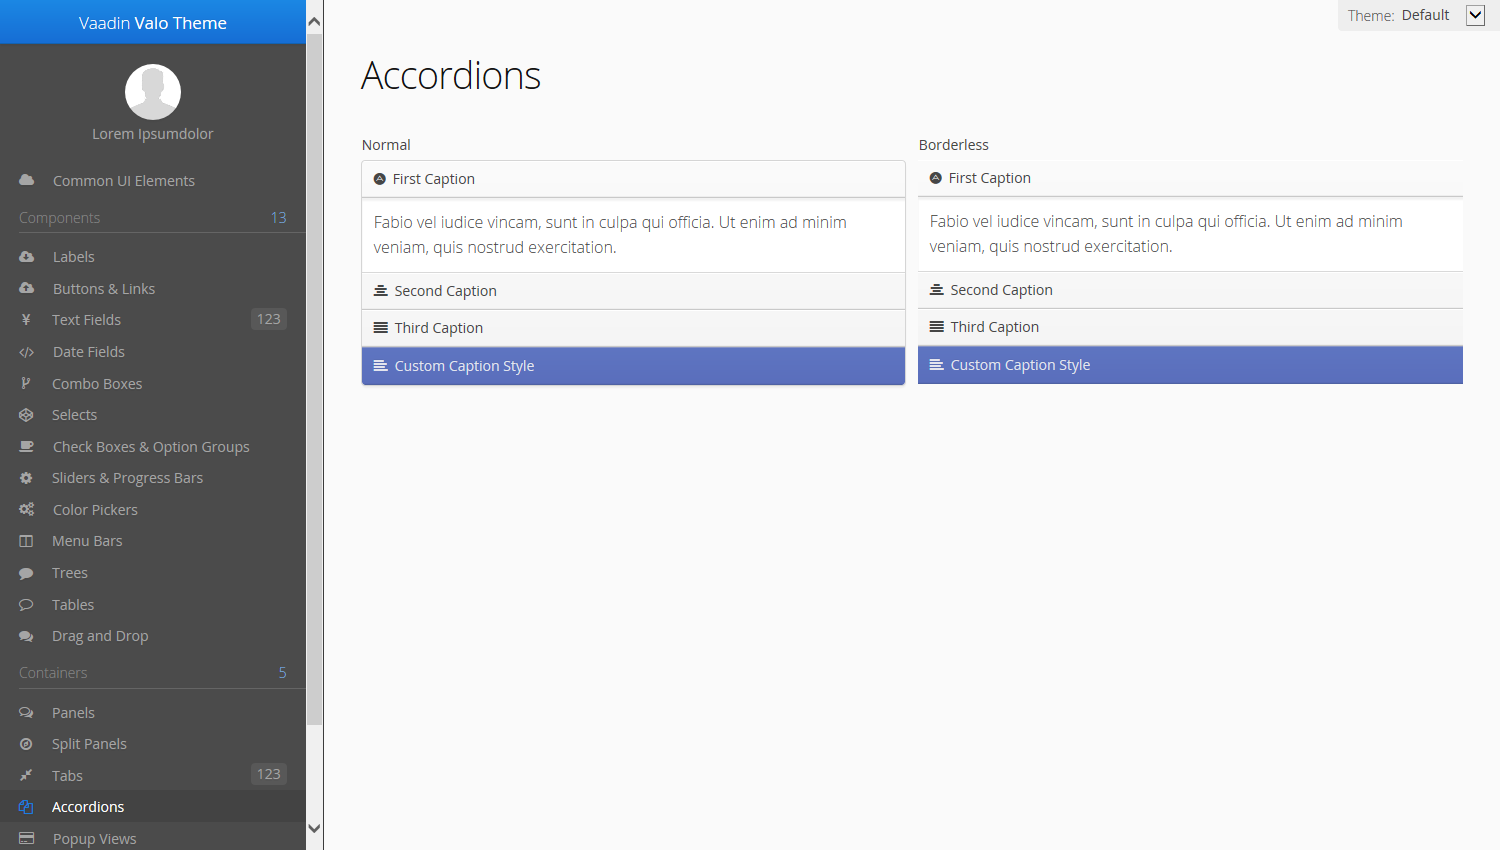 Vaadin Valo Theme
Lorem Ipsumdolor
Common UI Elements
Components 13
Labels
Buttons & Links
Text Fields 123
Date Fields
Combo Boxes
Selects
Check Boxes & Option Groups
Sliders & Progress Bars
Color Pickers
Menu Bars
Trees
Tables
Drag and Drop
Containers 5
Panels
Split Panels
Tabs 123
Accordions
Popup Views
Theme: Default
Accordions
Normal
First Caption
Fabio vel iudice vincam, sunt in culpa qui officia. Ut enim ad minim
veniam, quis nostrud exercitation.
Second Caption
Third Caption
Custom Caption Style
Borderless
First Caption
Fabio vel iudice vincam, sunt in culpa qui officia. Ut enim ad minim
veniam, quis nostrud exercitation.
Second Caption
Third Caption
Custom Caption Style